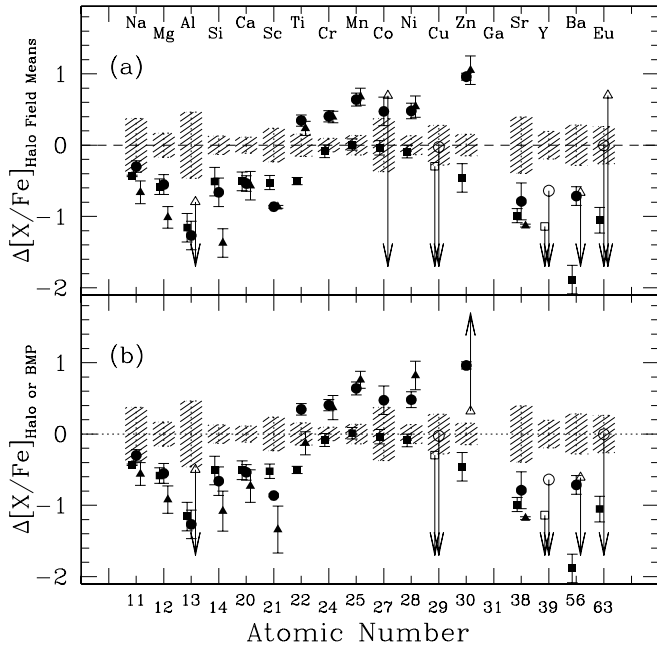 Na Al Ca Ti Mn Ni Zn Sr Ba
Mg Si Sc Cr Co Cu Ga Y Eu
(a)
1
0
-1
-2
Δ[X/Fe]Halo Field Means
(b)
1
0
-1
-2
Δ[X/Fe]Halo or BMP
11 13 20 22 25 28 30 38 56
12 14 21 24 27 29 31 39 63
Atomic Number